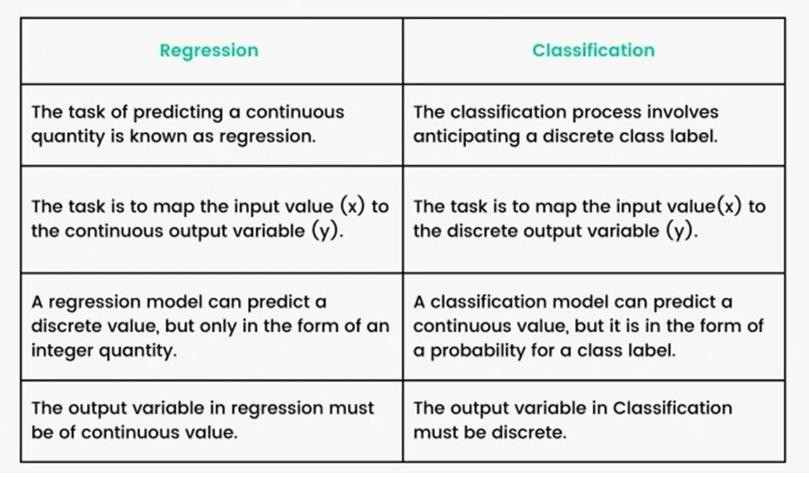 Regression
Classification
The task of predicting a continuous
quantity is known as regression.
The classification process involves
anticipating a discrete class label.
The task is to map the input value (x) to
the continuous output variable (y).
The task is to map the input value(x) to
the discrete output variable (y).
A regression model can predict a
discrete value, but only in the form of an
integer quantity.
A classification model can predict a
continuous value, but it is in the form of
a probability for a class label.
The output variable in regression must
be of continuous value.
The output variable in Classification
must be discrete.